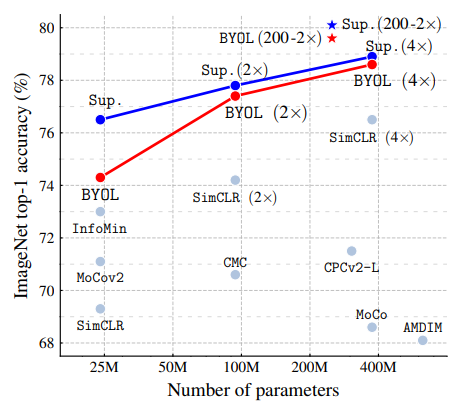 80
★ Sup.(200-2×)
BYOL (200-2×) ★
Sup.(4×)
78
Sup.(2×)
BYOL (4×)
Sup.
BYOL (2×)
76
SimCLR (4×)
ImageNet top-1 accuracy (%)
74
BYOL
SimCLR (2×)
InfoMin
72
CMC
CPCv2-L
MoCov2
70
MoCo
SimCLR
AMDIM
68
25M 50M 100M 200M 400M
Number of parameters